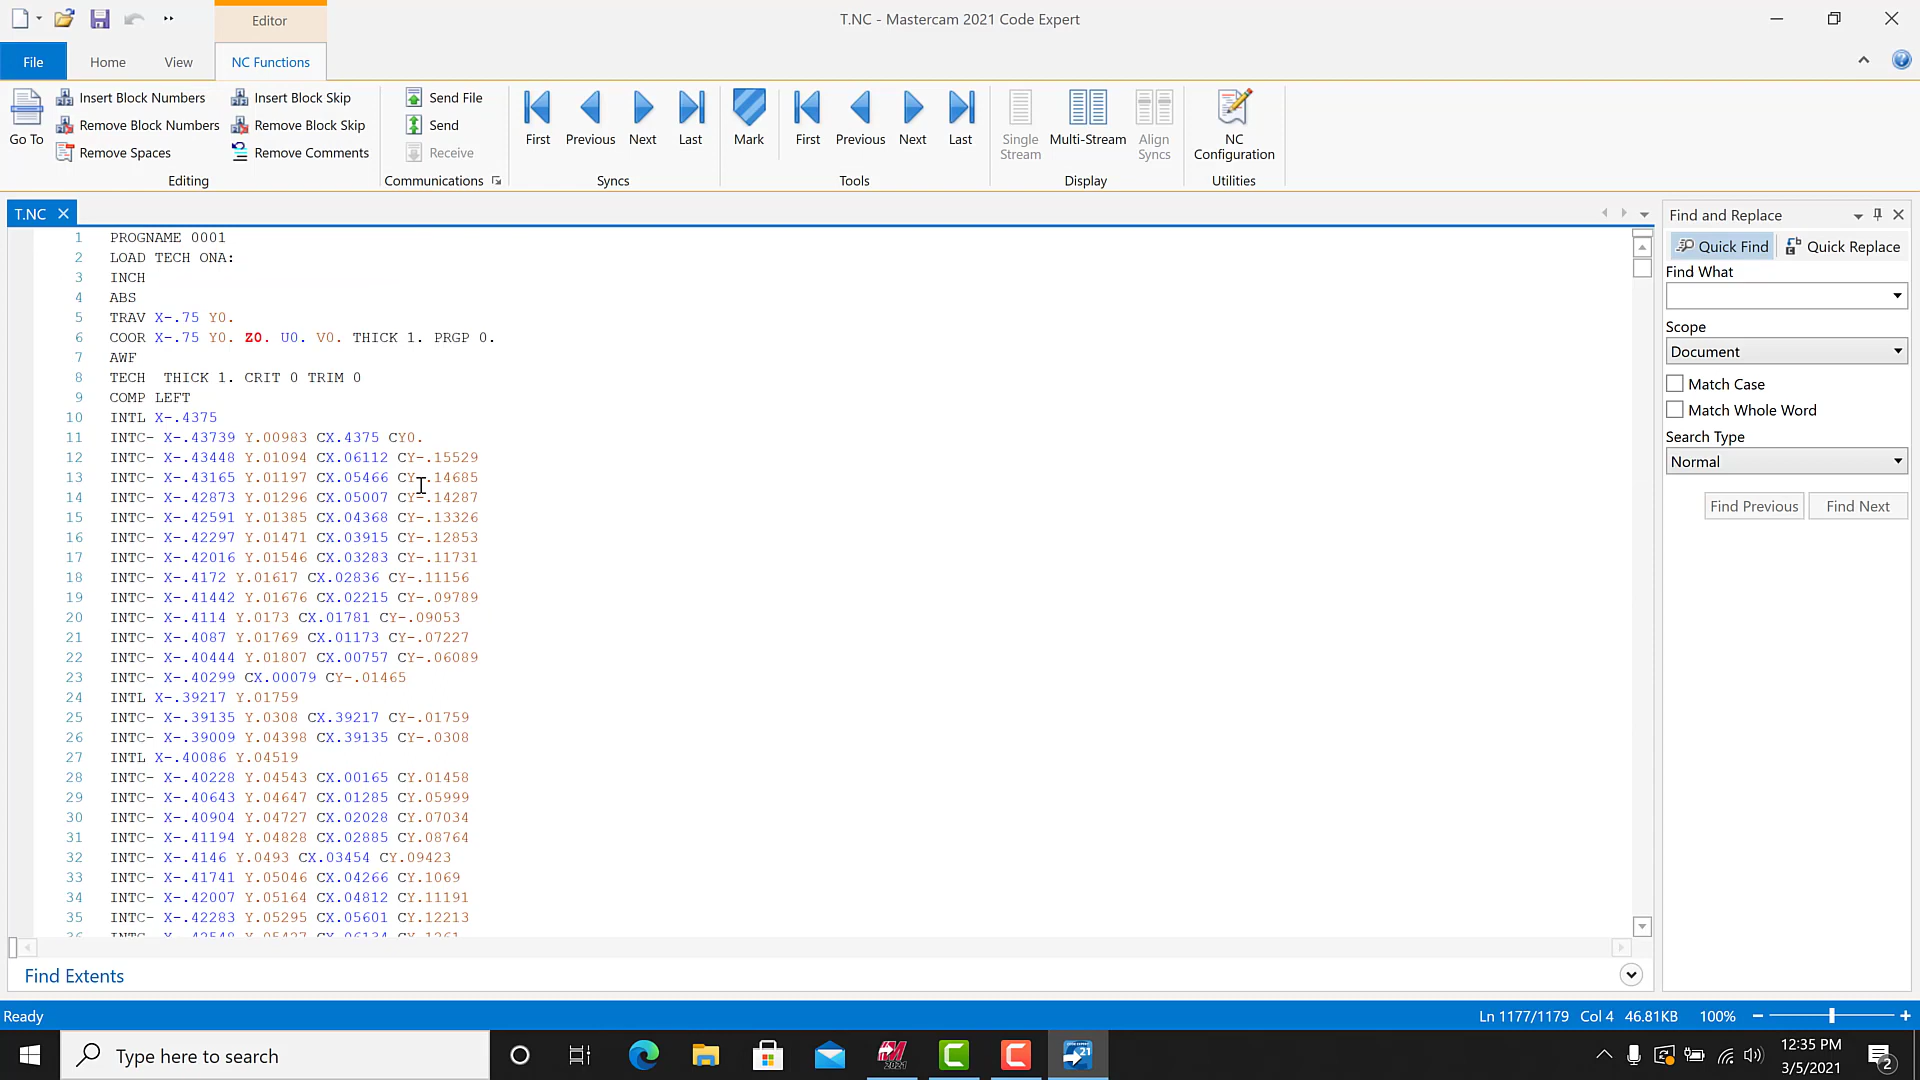 Editor
T.NC - Mastercam 2021 Code Expert
File
Home
View
NC Functions
Go To
Insert Block Numbers
Remove Block Numbers
Remove Spaces
Insert Block Skip
Remove Block Skip
Remove Comments
Editing
Send File
Send
Receive
Communications
First
Previous
Next
Last
Syncs
Mark
First
Previous
Next
Last
Tools
Single
Stream
Multi-Stream
Align
Syncs
Display
NC
Configuration
Utilities
T.NC
1 PROGNAME 0001
2 LOAD TECH ONA:
3 INCH
4 ABS
5 TRAV X-.75 Y0.
6 COOR X-.75 Y0. Z0. U0. V0. THICK 1. PRGP 0.
7 AWF
8 TECH  THICK 1. CRIT 0 TRIM 0
9 COMP LEFT
10 INTL X-.4375
11 INTC- X-.43739 Y.00983 CX.4375 CY0.
12 INTC- X-.43448 Y.01094 CX.06112 CY-.15529
13 INTC- X-.43165 Y.01197 CX.05466 CY-.14685
14 INTC- X-.42873 Y.01296 CX.05007 CY-.14287
15 INTC- X-.42591 Y.01385 CX.04368 CY-.13326
16 INTC- X-.42297 Y.01471 CX.03915 CY-.12853
17 INTC- X-.42016 Y.01546 CX.03283 CY-.11731
18 INTC- X-.4172 Y.01617 CX.02836 CY-.11156
19 INTC- X-.41442 Y.01676 CX.02215 CY-.09789
20 INTC- X-.4114 Y.0173 CX.01781 CY-.09053
21 INTC- X-.4087 Y.01769 CX.01173 CY-.07227
22 INTC- X-.40444 Y.01807 CX.00757 CY-.06089
23 INTC- X-.40299 CX.00079 CY-.01465
24 INTL X-.39217 Y.01759
25 INTC- X-.39135 Y.0308 CX.39217 CY-.01759
26 INTC- X-.39009 Y.04398 CX.39135 CY-.0308
27 INTL X-.40086 Y.04519
28 INTC- X-.40228 Y.04543 CX.00165 CY.01458
29 INTC- X-.40643 Y.04647 CX.01285 CY.05999
30 INTC- X-.40904 Y.04727 CX.02028 CY.07034
31 INTC- X-.41194 Y.04828 CX.02885 CY.08764
32 INTC- X-.4146 Y.0493 CX.03454 CY.09423
33 INTC- X-.41741 Y.05046 CX.04266 CY.1069
34 INTC- X-.42007 Y.05164 CX.04812 CY.11191
35 INTC- X-.42283 Y.05295 CX.05601 CY.12213
36 INTC- X-.42548 Y.05427 CX.06134 CY.1261
Find Extents
Find and Replace
Quick Find
Quick Replace
Find What
Scope
Document
Match Case
Match Whole Word
Search Type
Normal
Find Previous
Find Next
Ready
Ln 1177/1179 Col 4 46.81KB 100%
Type here to search
2021
21
12:35 PM
3/5/2021
2